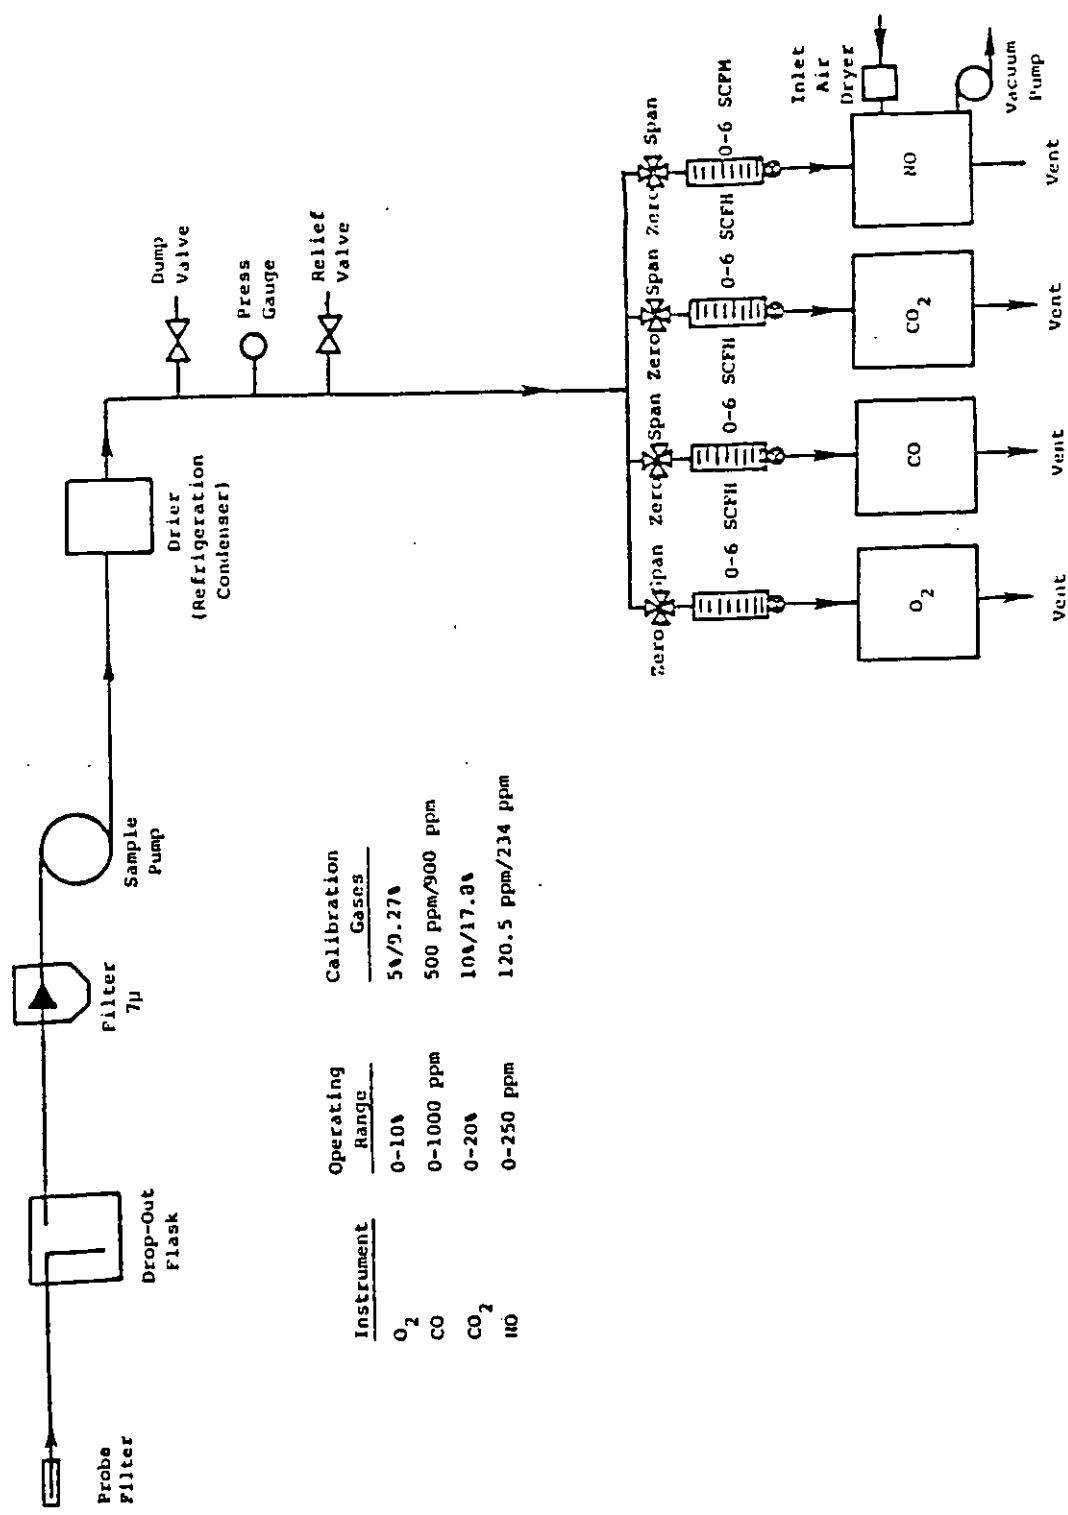 Probe
Filter
Drop-Out
Flask
Filter
7μ
Sample
Pump
Drier
(Refrigeration
Condenser)
Dump
Valve
Press
Gauge
Relief
Valve
Instrument
Operating
Range
Calibration
Gases
O2 0-10% 5%/9.27%
CO 0-1000 ppm 500 ppm/900 ppm
CO2 0-20% 10%/17.8%
NO 0-250 ppm 120.5 ppm/234 ppm
Zero Span Zero Span Zero Span Zero Span
0-6 SCFH 0-6 SCFH 0-6 SCFH 0-6 SCFM
Inlet
Air
Dryer
O2 CO CO2 NO
Vacuum
Pump
Vent Vent Vent Vent